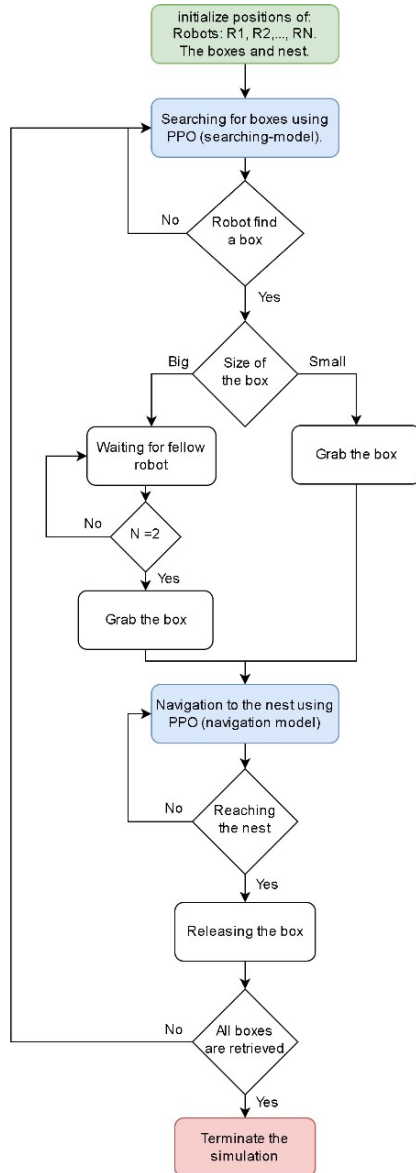 initialize positions of:
Robots: R1, R2,..., RN.
The boxes and nest.
Searching for boxes using
PPO (searching-model).
No
Robot find
a box
Yes
Big
Size of
the box
Small
Waiting for fellow
robot
Grab the box
No
N =2
Yes
Grab the box
Navigation to the nest using
PPO (navigation model)
No
Reaching
the nest
Yes
Releasing the box
No
All boxes
are retrieved
Yes
Terminate the
simulation